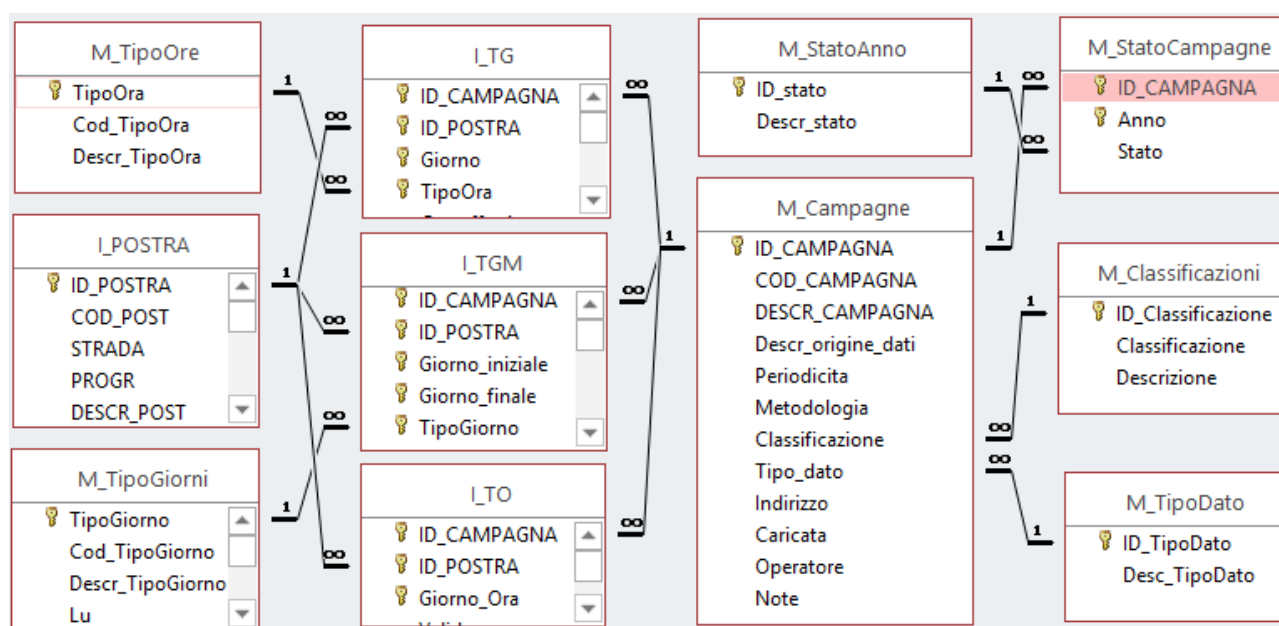 M_TipoOre
TipoOra
Cod_TipoOra
Descr_TipoOra
I_POSTRA
ID_POSTRA
COD_POST
STRADA
PROGR
DESCR_POST
M_TipoGiorni
TipoGiorno
Cod_TipoGiorno
Descr_TipoGiorno
Lu
1
1
1
∞
∞
∞
∞
∞
I_TG
ID_CAMPAGNA
ID_POSTRA
Giorno
TipoOra
I_TGM
ID_CAMPAGNA
ID_POSTRA
Giorno_iniziale
Giorno_finale
TipoGiorno
I_TO
ID_CAMPAGNA
ID_POSTRA
Giorno_Ora
∞
∞
∞
1
M_StatoAnno
ID_stato
Descr_stato
M_Campagne
ID_CAMPAGNA
COD_CAMPAGNA
DESCR_CAMPAGNA
Descr_origine_dati
Periodicita
Metodologia
Classificazione
Tipo_dato
Indirizzo
Caricata
Operatore
Note
1
∞
∞
1
1
∞
∞
1
M_StatoCampagne
ID_CAMPAGNA
Anno
Stato
M_Classificazioni
ID_Classificazione
Classificazione
Descrizione
M_TipoDato
ID_TipoDato
Desc_TipoDato